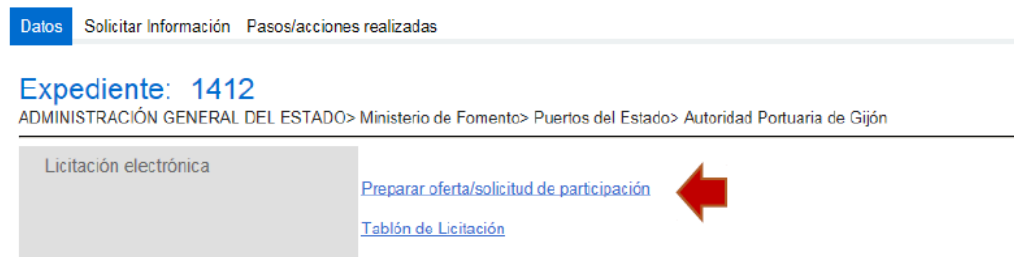 Datos Solicitar Información Pasos/acciones realizadas
Expediente: 1412
ADMINISTRACIÓN GENERAL DEL ESTADO> Ministerio de Fomento> Puertos del Estado> Autoridad Portuaria de Gijón
Licitación electrónica
Preparar oferta/solicitud de participación
Tablón de Licitación